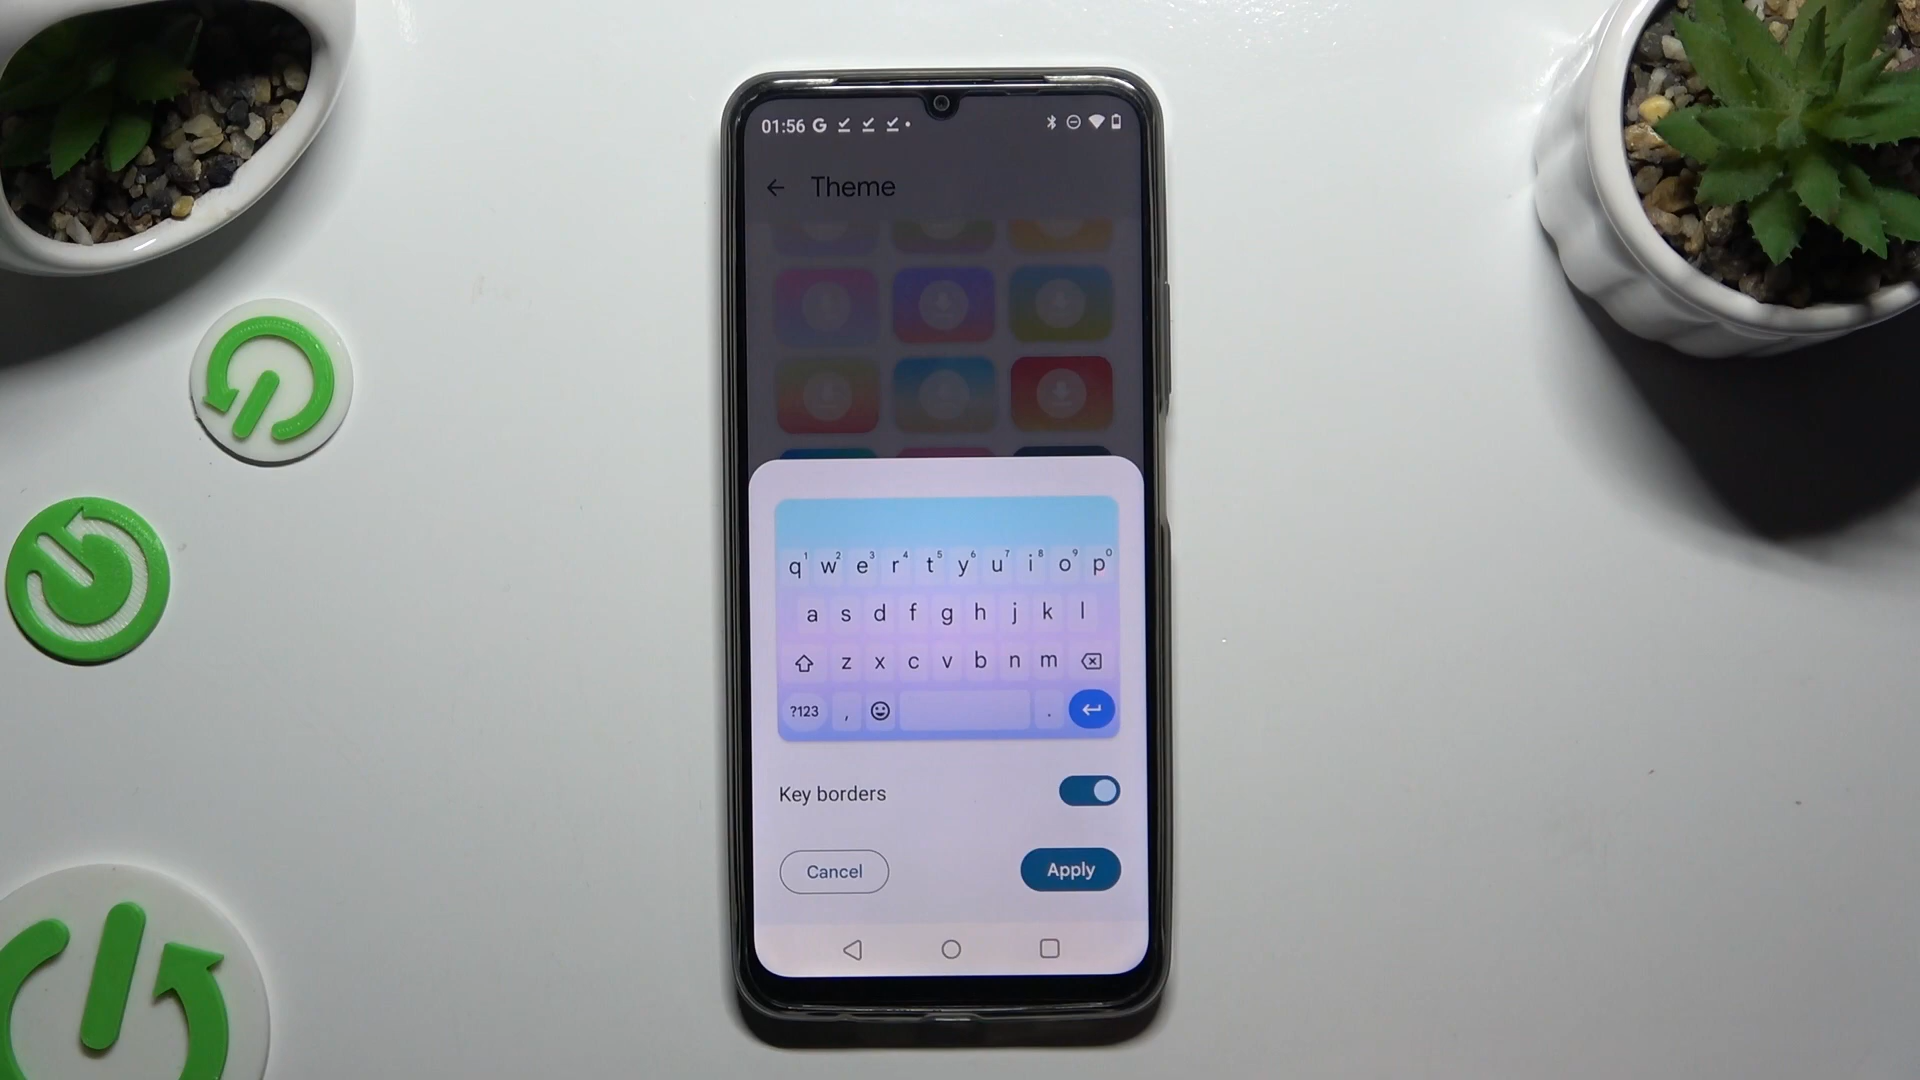 01:56 G
Theme
q1 w2 e3 r4 t5 y6 u7 i8 o9 p0
a s d f g h j k l
z x c v b n m
?123 , .
Key borders
Cancel Apply